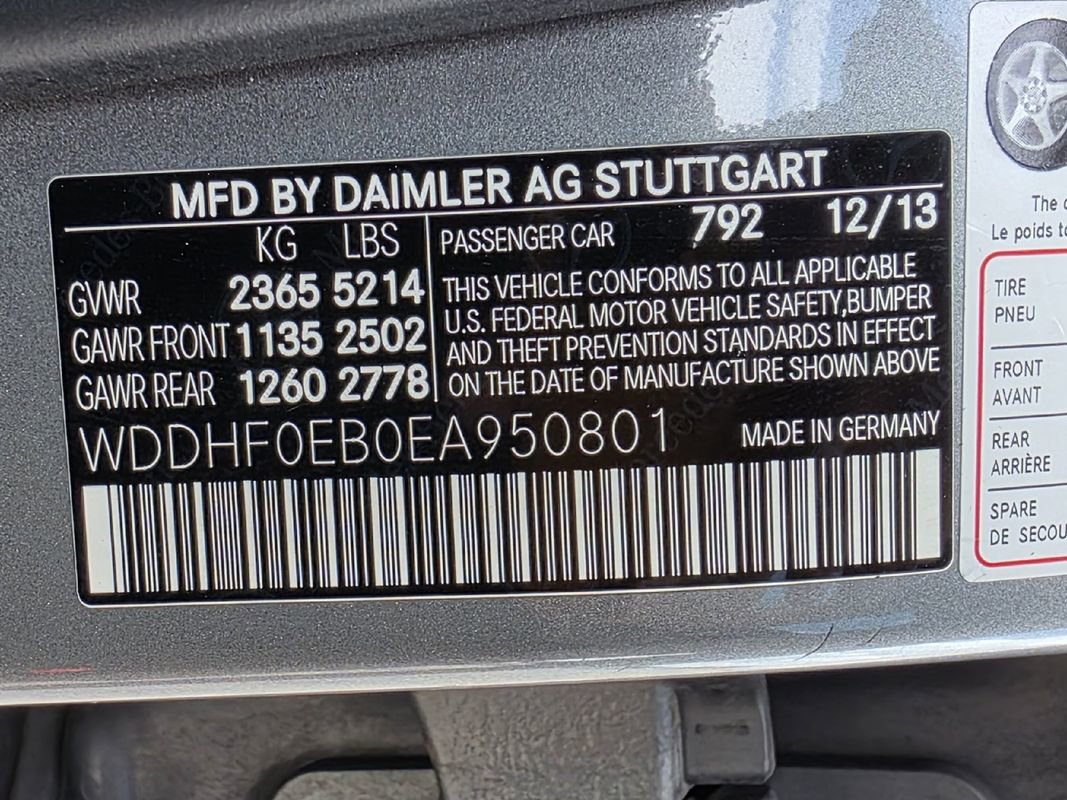 MFD BY DAIMLER AG STUTTGART
KG LBS
GVWR 2365 5214
GAWR FRONT 1135 2502
GAWR REAR 1260 2778
PASSENGER CAR 792 12/13
THIS VEHICLE CONFORMS TO ALL APPLICABLE
U.S. FEDERAL MOTOR VEHICLE SAFETY,BUMPER
AND THEFT PREVENTION STANDARDS IN EFFECT
ON THE DATE OF MANUFACTURE SHOWN ABOVE
WDDHF0EB0EA950801 MADE IN GERMANY
The
Le poids
TIRE
PNEU
FRONT
AVANT
REAR
ARRIÈRE
SPARE
DE